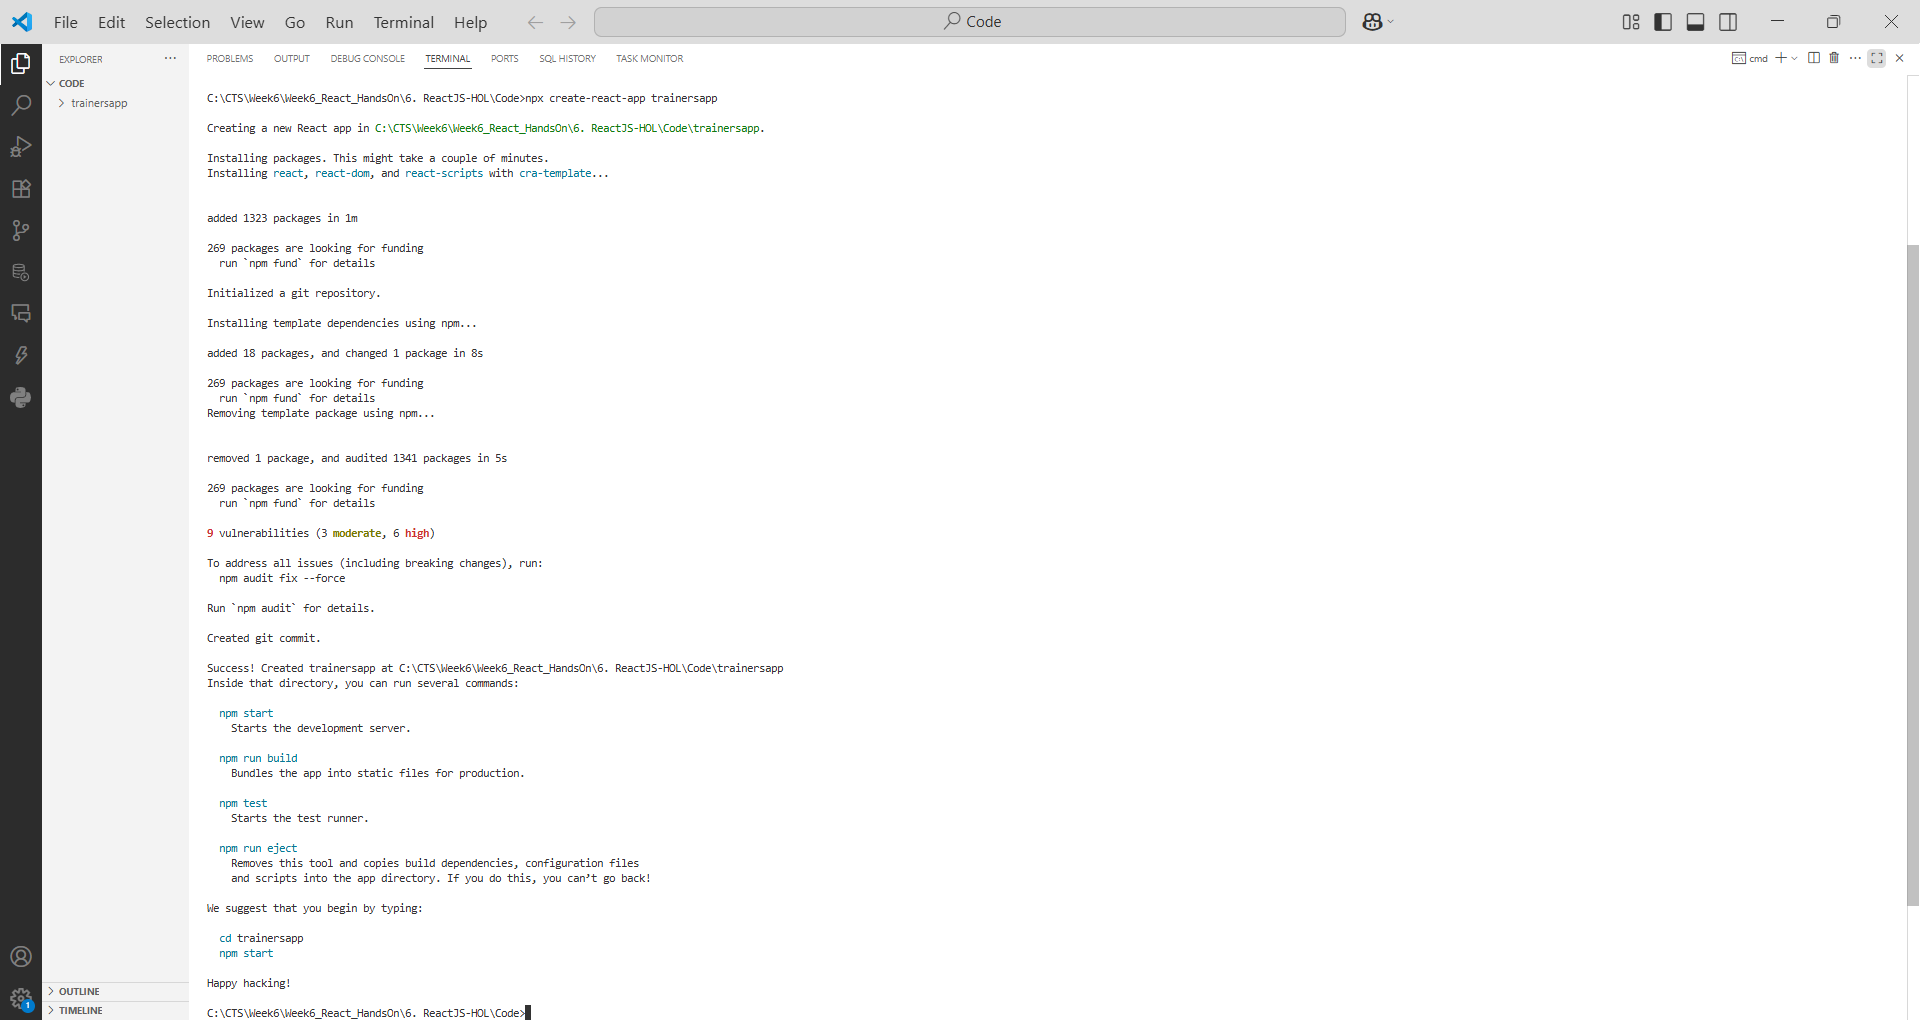 File Edit Selection View Go Run Terminal Help
Code
EXPLORER
CODE
trainersapp
OUTLINE
TIMELINE
1
PROBLEMS OUTPUT DEBUG CONSOLE TERMINAL PORTS SQL HISTORY TASK MONITOR
cmd
C:\CTS\Week6\Week6_React_HandsOn\6. ReactJS-HOL\Code>npx create-react-app trainersapp
Creating a new React app in C:\CTS\Week6\Week6_React_HandsOn\6. ReactJS-HOL\Code\trainersapp.
Installing packages. This might take a couple of minutes.
Installing react, react-dom, and react-scripts with cra-template...
added 1323 packages in 1m
269 packages are looking for funding
run `npm fund` for details
Initialized a git repository.
Installing template dependencies using npm...
added 18 packages, and changed 1 package in 8s
269 packages are looking for funding
run `npm fund` for details
Removing template package using npm...
removed 1 package, and audited 1341 packages in 5s
269 packages are looking for funding
run `npm fund` for details
9 vulnerabilities (3 moderate, 6 high)
To address all issues (including breaking changes), run:
npm audit fix --force
Run `npm audit` for details.
Created git commit.
Success! Created trainersapp at C:\CTS\Week6\Week6_React_HandsOn\6. ReactJS-HOL\Code\trainersapp
Inside that directory, you can run several commands:
npm start
Starts the development server.
npm run build
Bundles the app into static files for production.
npm test
Starts the test runner.
npm run eject
Removes this tool and copies build dependencies, configuration files
and scripts into the app directory. If you do this, you can’t go back!
We suggest that you begin by typing:
cd trainersapp
npm start
Happy hacking!
C:\CTS\Week6\Week6_React_HandsOn\6. ReactJS-HOL\Code>